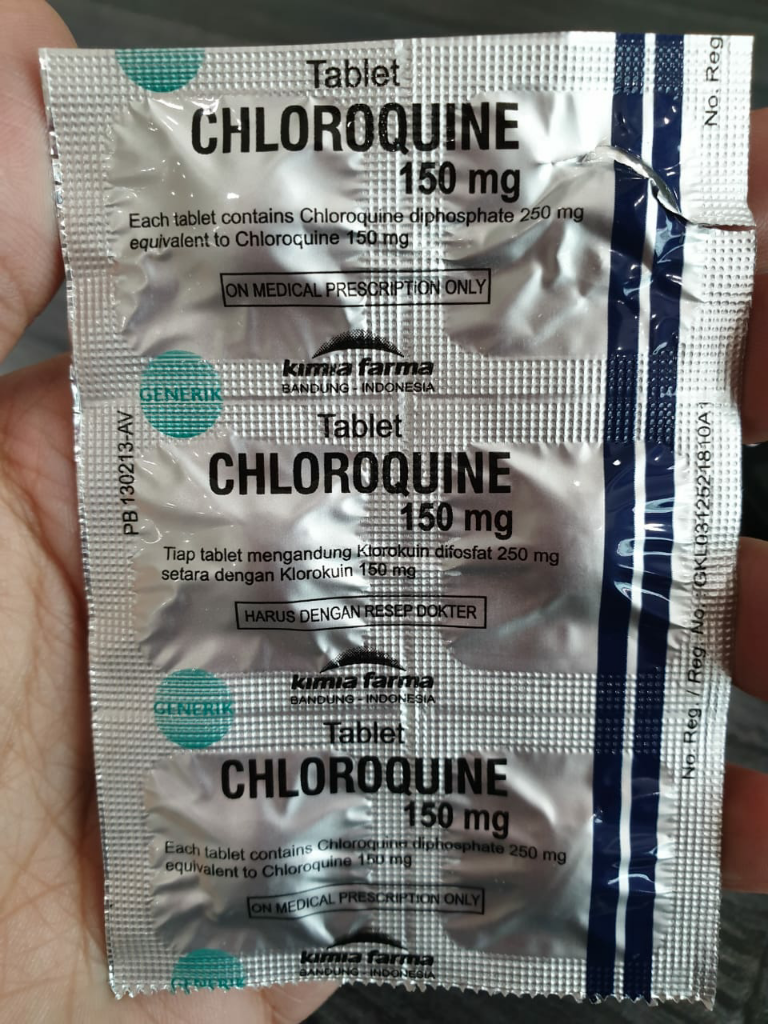 No. Reg
Tablet
CHLOROQUINE
150 mg
Each tablet contains Chloroquine diphosphate 250 mg
equivalent to Chloroquine 150 mg
ON MEDICAL PRESCRIPTION ONLY
kimia farma
BANDUNG - INDONESIA
GENERIK
PB 130213-AV
Tablet
CHLOROQUINE
150 mg
Tiap tablet mengandung Klorokuin difosfat 250 mg
setara dengan Klorokuin 150 mg
HARUS DENGAN RESEP DOKTER
kimia farma
BANDUNG - INDONESIA
GENERIK
No. Reg. / Reg. No. :GKL0312521810A1
Tablet
CHLOROQUINE
150 mg
Each tablet contains Chloroquine diphosphate 250 mg
equivalent to Chloroquine 150 mg
ON MEDICAL PRESCRIPTION ONLY
kimia farma
BANDUNG - INDONESIA
GENERIK